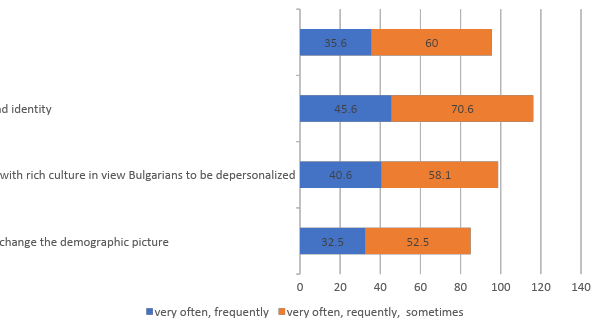 35.6 60
nd identity
45.6 70.6
with rich culture in view Bulgarians to be depersonalized
40.6 58.1
change the demographic picture
32.5 52.5
0 20 40 60 80 100 120 140
very often, frequently very often, requently, sometimes